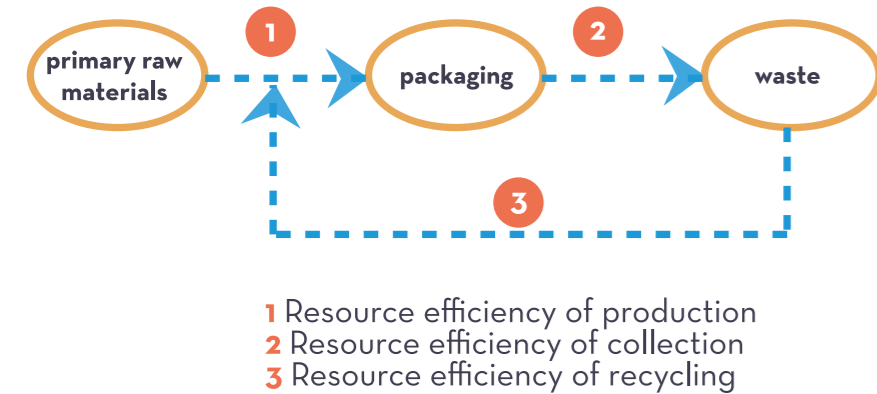 1
2
primary raw
materials
packaging
waste
3
1 Resource efficiency of production
2 Resource efficiency of collection
3 Resource efficiency of recycling